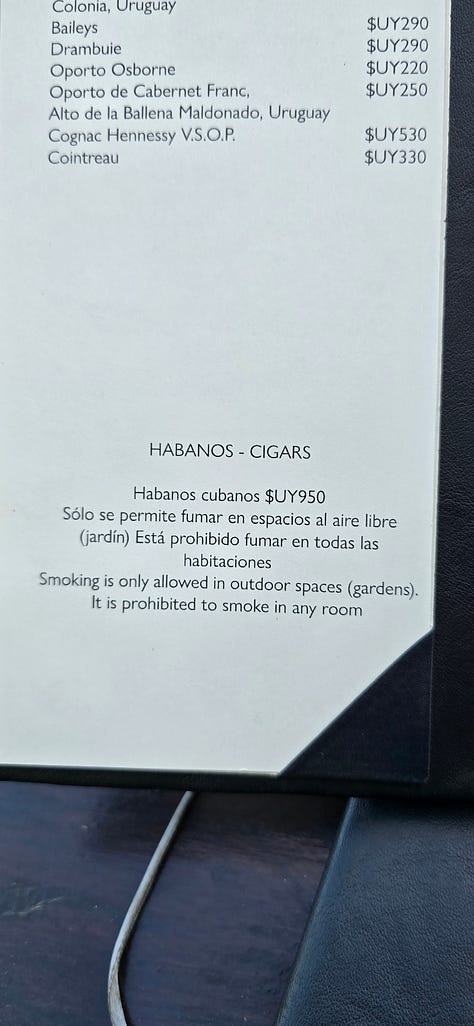 Colonia, Uruguay
Baileys $UY290
Drambuie $UY290
Oporto Osborne $UY220
Oporto de Cabernet Franc, $UY250
Alto de la Ballena Maldonado, Uruguay
Cognac Hennessy V.S.O.P. $UY530
Cointreau $UY330
HABANOS - CIGARS
Habanos cubanos $UY950
Sólo se permite fumar en espacios al aire libre
(jardín) Está prohibido fumar en todas las
habitaciones
Smoking is only allowed in outdoor spaces (gardens).
It is prohibited to smoke in any room